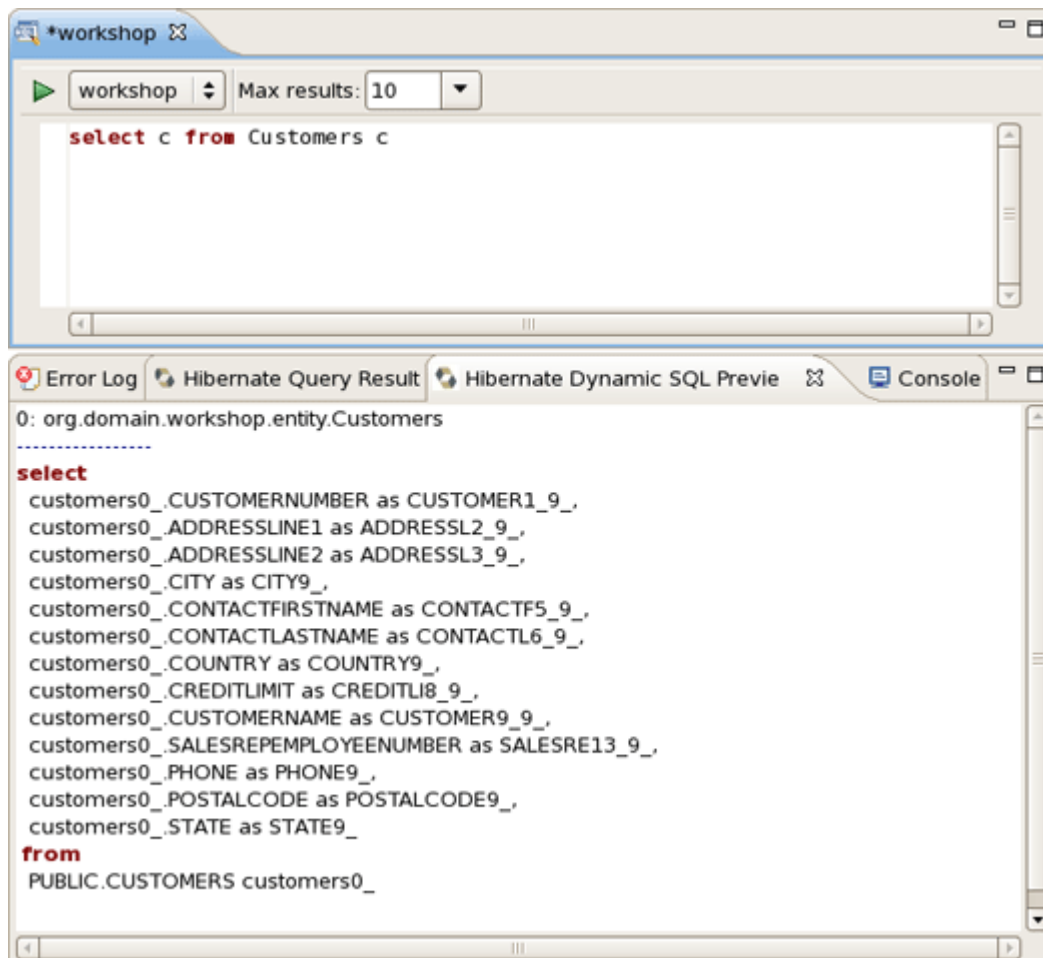 *workshop
workshop Max results: 10
select c from Customers c
Error Log Hibernate Query Result Hibernate Dynamic SQL Previe Console
0: org.domain.workshop.entity.Customers
-----------------
select
customers0_.CUSTOMERNUMBER as CUSTOMER1_9_,
customers0_.ADDRESSLINE1 as ADDRESSL2_9_,
customers0_.ADDRESSLINE2 as ADDRESSL3_9_,
customers0_.CITY as CITY9_,
customers0_.CONTACTFIRSTNAME as CONTACTF5_9_,
customers0_.CONTACTLASTNAME as CONTACTL6_9_,
customers0_.COUNTRY as COUNTRY9_,
customers0_.CREDITLIMIT as CREDITLI8_9_,
customers0_.CUSTOMERNAME as CUSTOMER9_9_,
customers0_.SALESREPEMPLOYEENUMBER as SALESRE13_9_,
customers0_.PHONE as PHONE9_,
customers0_.POSTALCODE as POSTALCODE9_,
customers0_.STATE as STATE9_
from
PUBLIC.CUSTOMERS customers0_